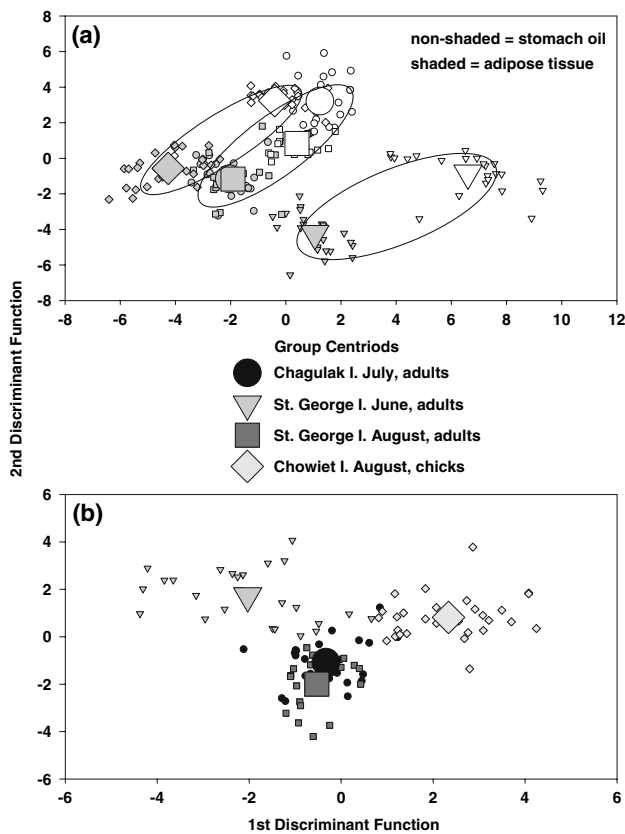 (a)
non-shaded = stomach oil
shaded = adipose tissue
8
6
4
2
0
-2
-4
-6
8
-8 -6 -4 -2 0 2 4 6 8 10 12
Group Centriods
Chagulak I. July, adults
St. George I. June, adults
St. George I. August, adults
Chowiet I. August, chicks
2nd Discriminant Function
(b)
6
4
2
0
-2
-4
-6
-6 -4 -2 0 2 4 6
1st Discriminant Function